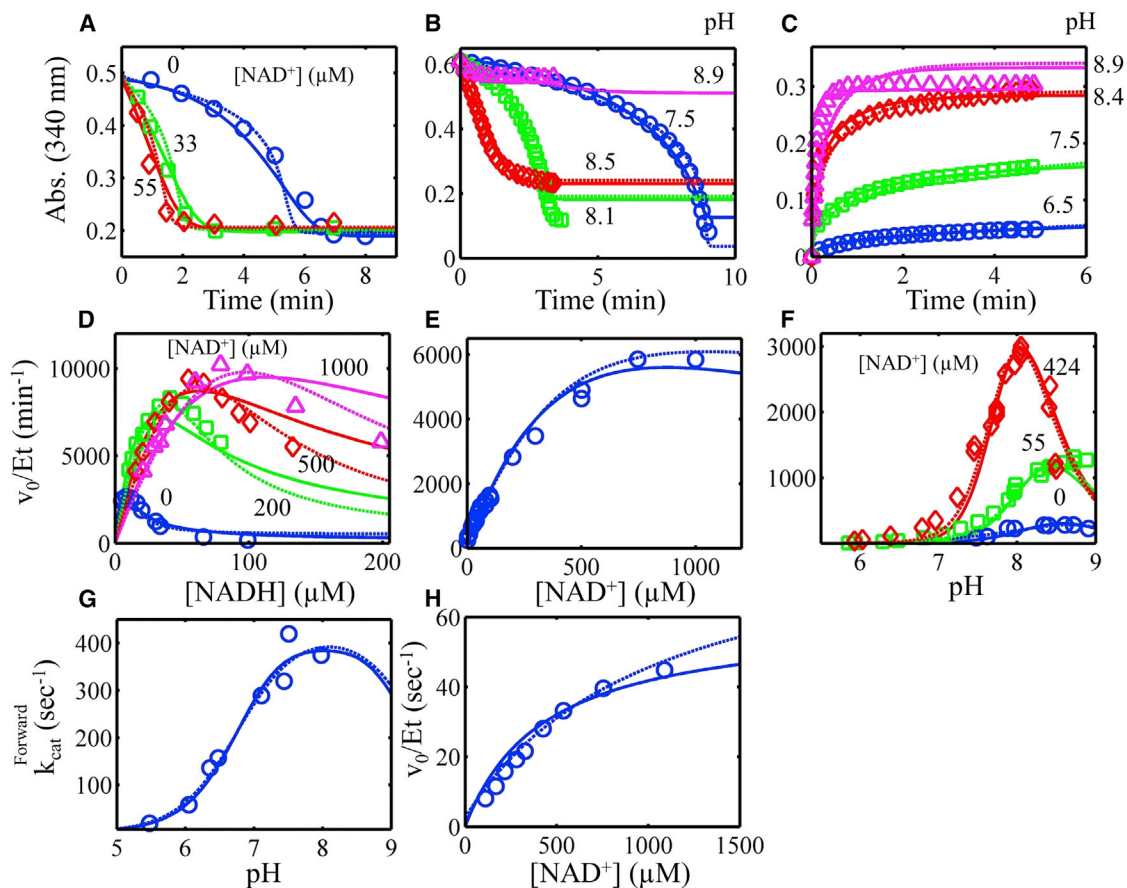 A
Abs. (340 nm)
0.5
0.4
0.3
0.2
0
[NAD+] (µM)
33
55
0 2 4 6 8
Time (min)
B
pH
0.6
0.4
0.2
0
8.9
7.5
8.5
8.1
0 5 10
Time (min)
C
pH
0.3
0.2
0.1
0
8.9
8.4
7.5
6.5
0 2 4 6
Time (min)
D
v0/Et (min-1)
10000
5000
0
[NAD+] (µM)
1000
500
200
0
0 100 200
[NADH] (µM)
E
6000
4000
2000
0
0 500 1000
[NAD+] (µM)
F
3000
2000
1000
0
[NAD+] (µM)
424
55
0
6 7 8 9
pH
G
Forward
kcat (sec-1)
400
300
200
100
5 6 7 8 9
pH
H
v0/Et (sec-1)
60
40
20
0
0 500 1000 1500
[NAD+] (µM)